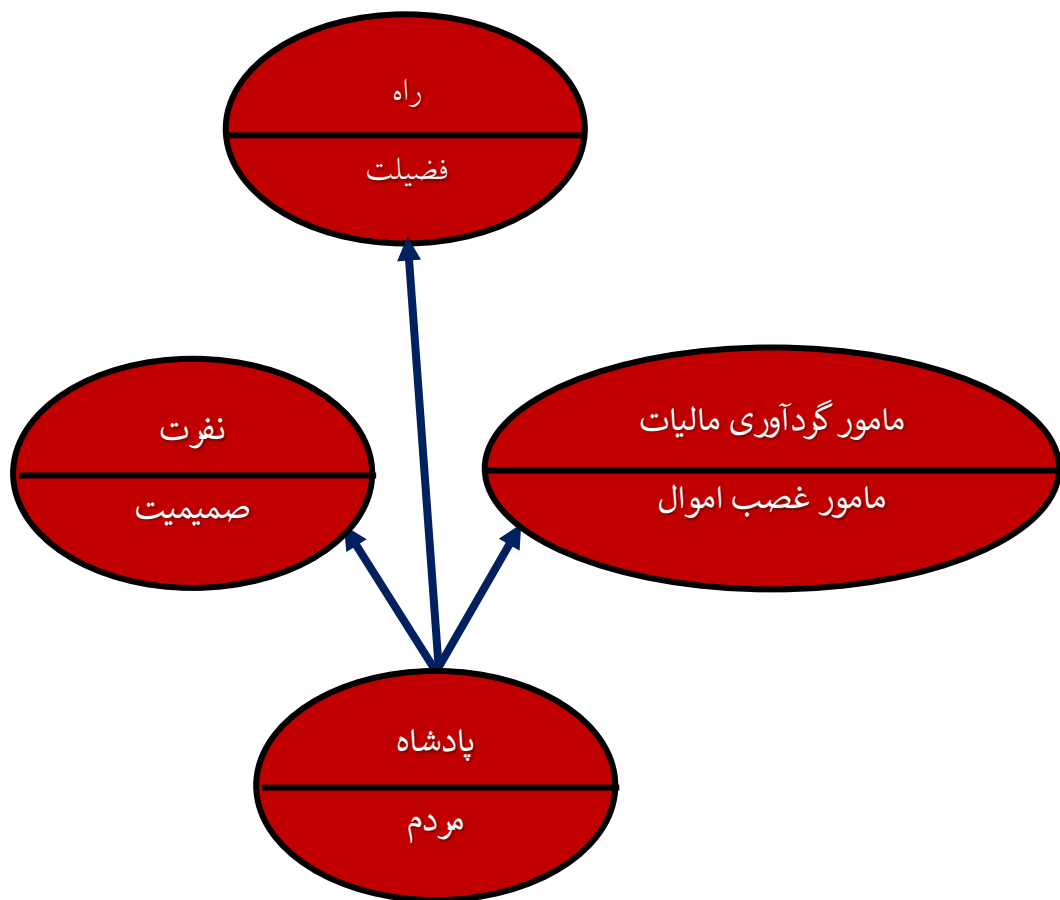 راه
فضیلت
مامور گردآوری مالیات
مامور غصب اموال
نفرت
صمیمیت
پادشاه
مردم